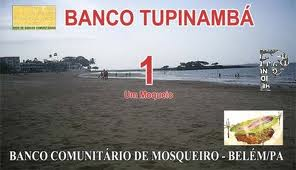 BANCO TUPINAMBÁ
1
Um Moqueio
BANCO COMUNITÁRIO DE MOSQUEIRO - BELÉM/PA